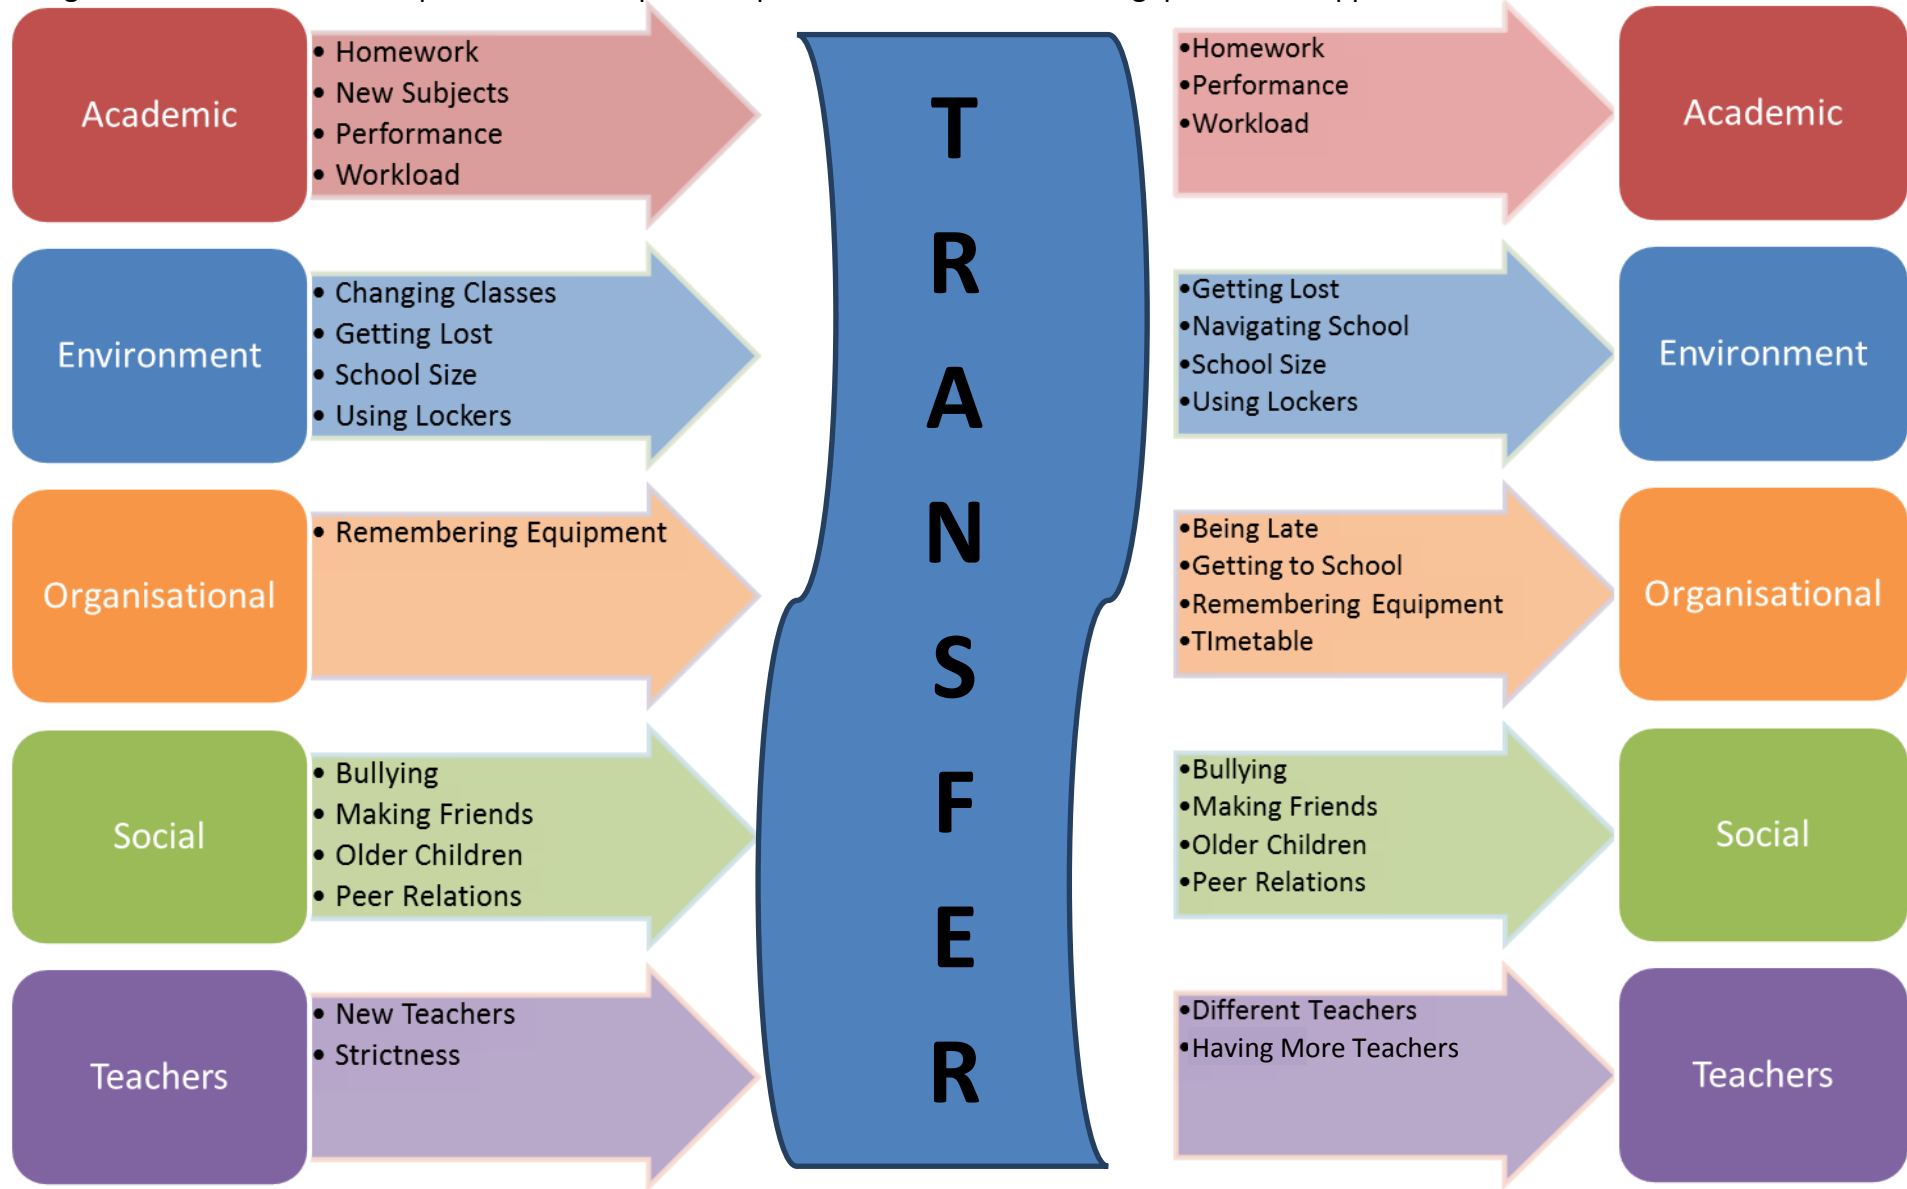 Academic
• Homework
• New Subjects
• Performance
• Workload
Environment
• Changing Classes
• Getting Lost
• School Size
• Using Lockers
Organisational
• Remembering Equipment
Social
• Bullying
• Making Friends
• Older Children
• Peer Relations
Teachers
• New Teachers
• Strictness
T
R
A
N
S
F
E
R
•Homework
•Performance
•Workload
Academic
•Getting Lost
•Navigating School
•School Size
•Using Lockers
Environment
•Being Late
•Getting to School
•Remembering Equipment
•TImetable
Organisational
•Bullying
•Making Friends
•Older Children
•Peer Relations
Social
•Different Teachers
•Having More Teachers
Teachers